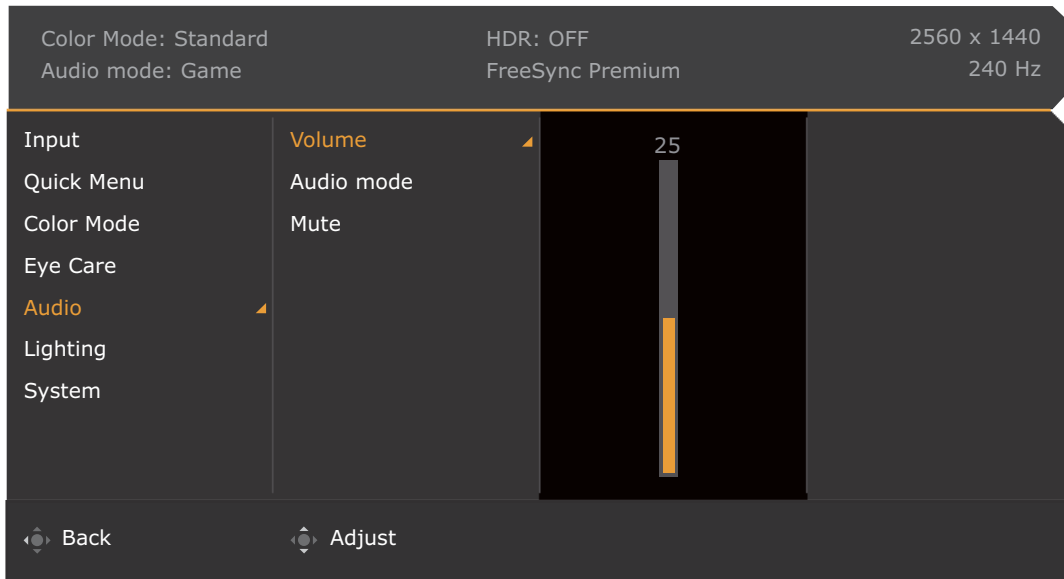 Color Mode: Standard
HDR: OFF
2560 x 1440
Audio mode: Game
FreeSync Premium
240 Hz
Input
Quick Menu
Color Mode
Eye Care
Audio
Lighting
System
Volume
Audio mode
Mute
25
Back
Adjust